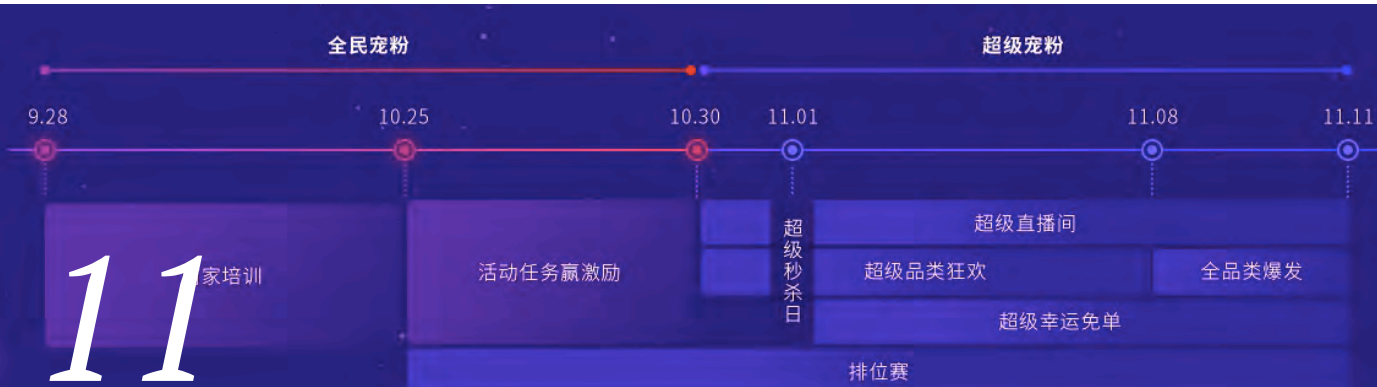 全民宠粉 超级宠粉
9.28 10.25 10.30 11.01 11.08 11.11
超级直播间
家培训 活动任务赢激励 超级秒杀日 超级品类狂欢 全品类爆发
超级幸运免单
排位赛
11